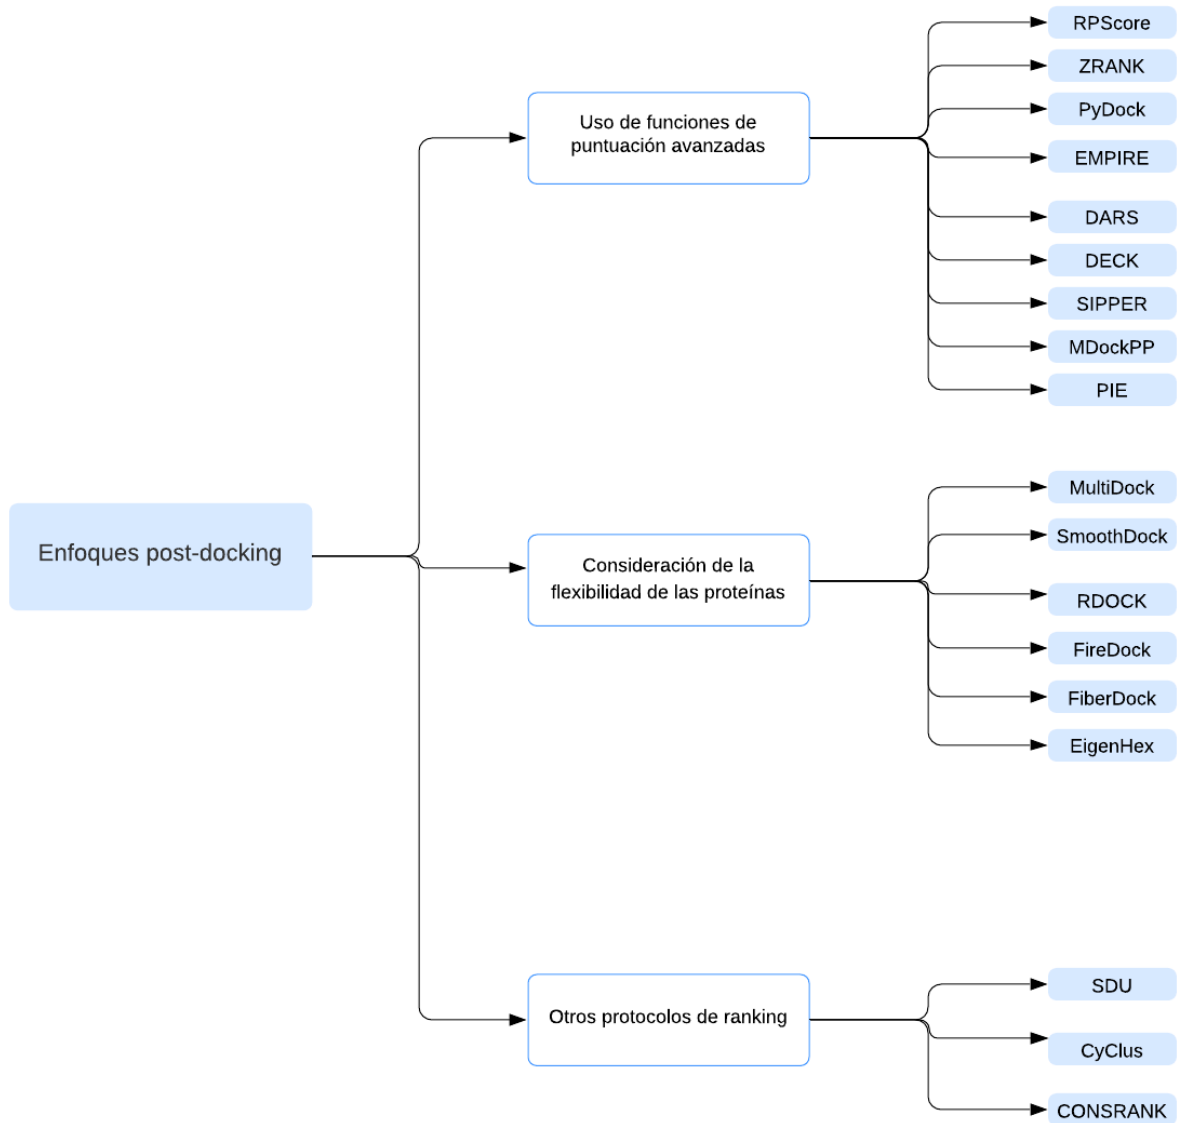 Enfoques post-docking
Uso de funciones de
puntuación avanzadas
RPScore
ZRANK
PyDock
EMPIRE
DARS
DECK
SIPPER
MDockPP
PIE
Consideración de la
flexibilidad de las proteínas
MultiDock
SmoothDock
RDOCK
FireDock
FiberDock
EigenHex
Otros protocolos de ranking
SDU
CyClus
CONSRANK